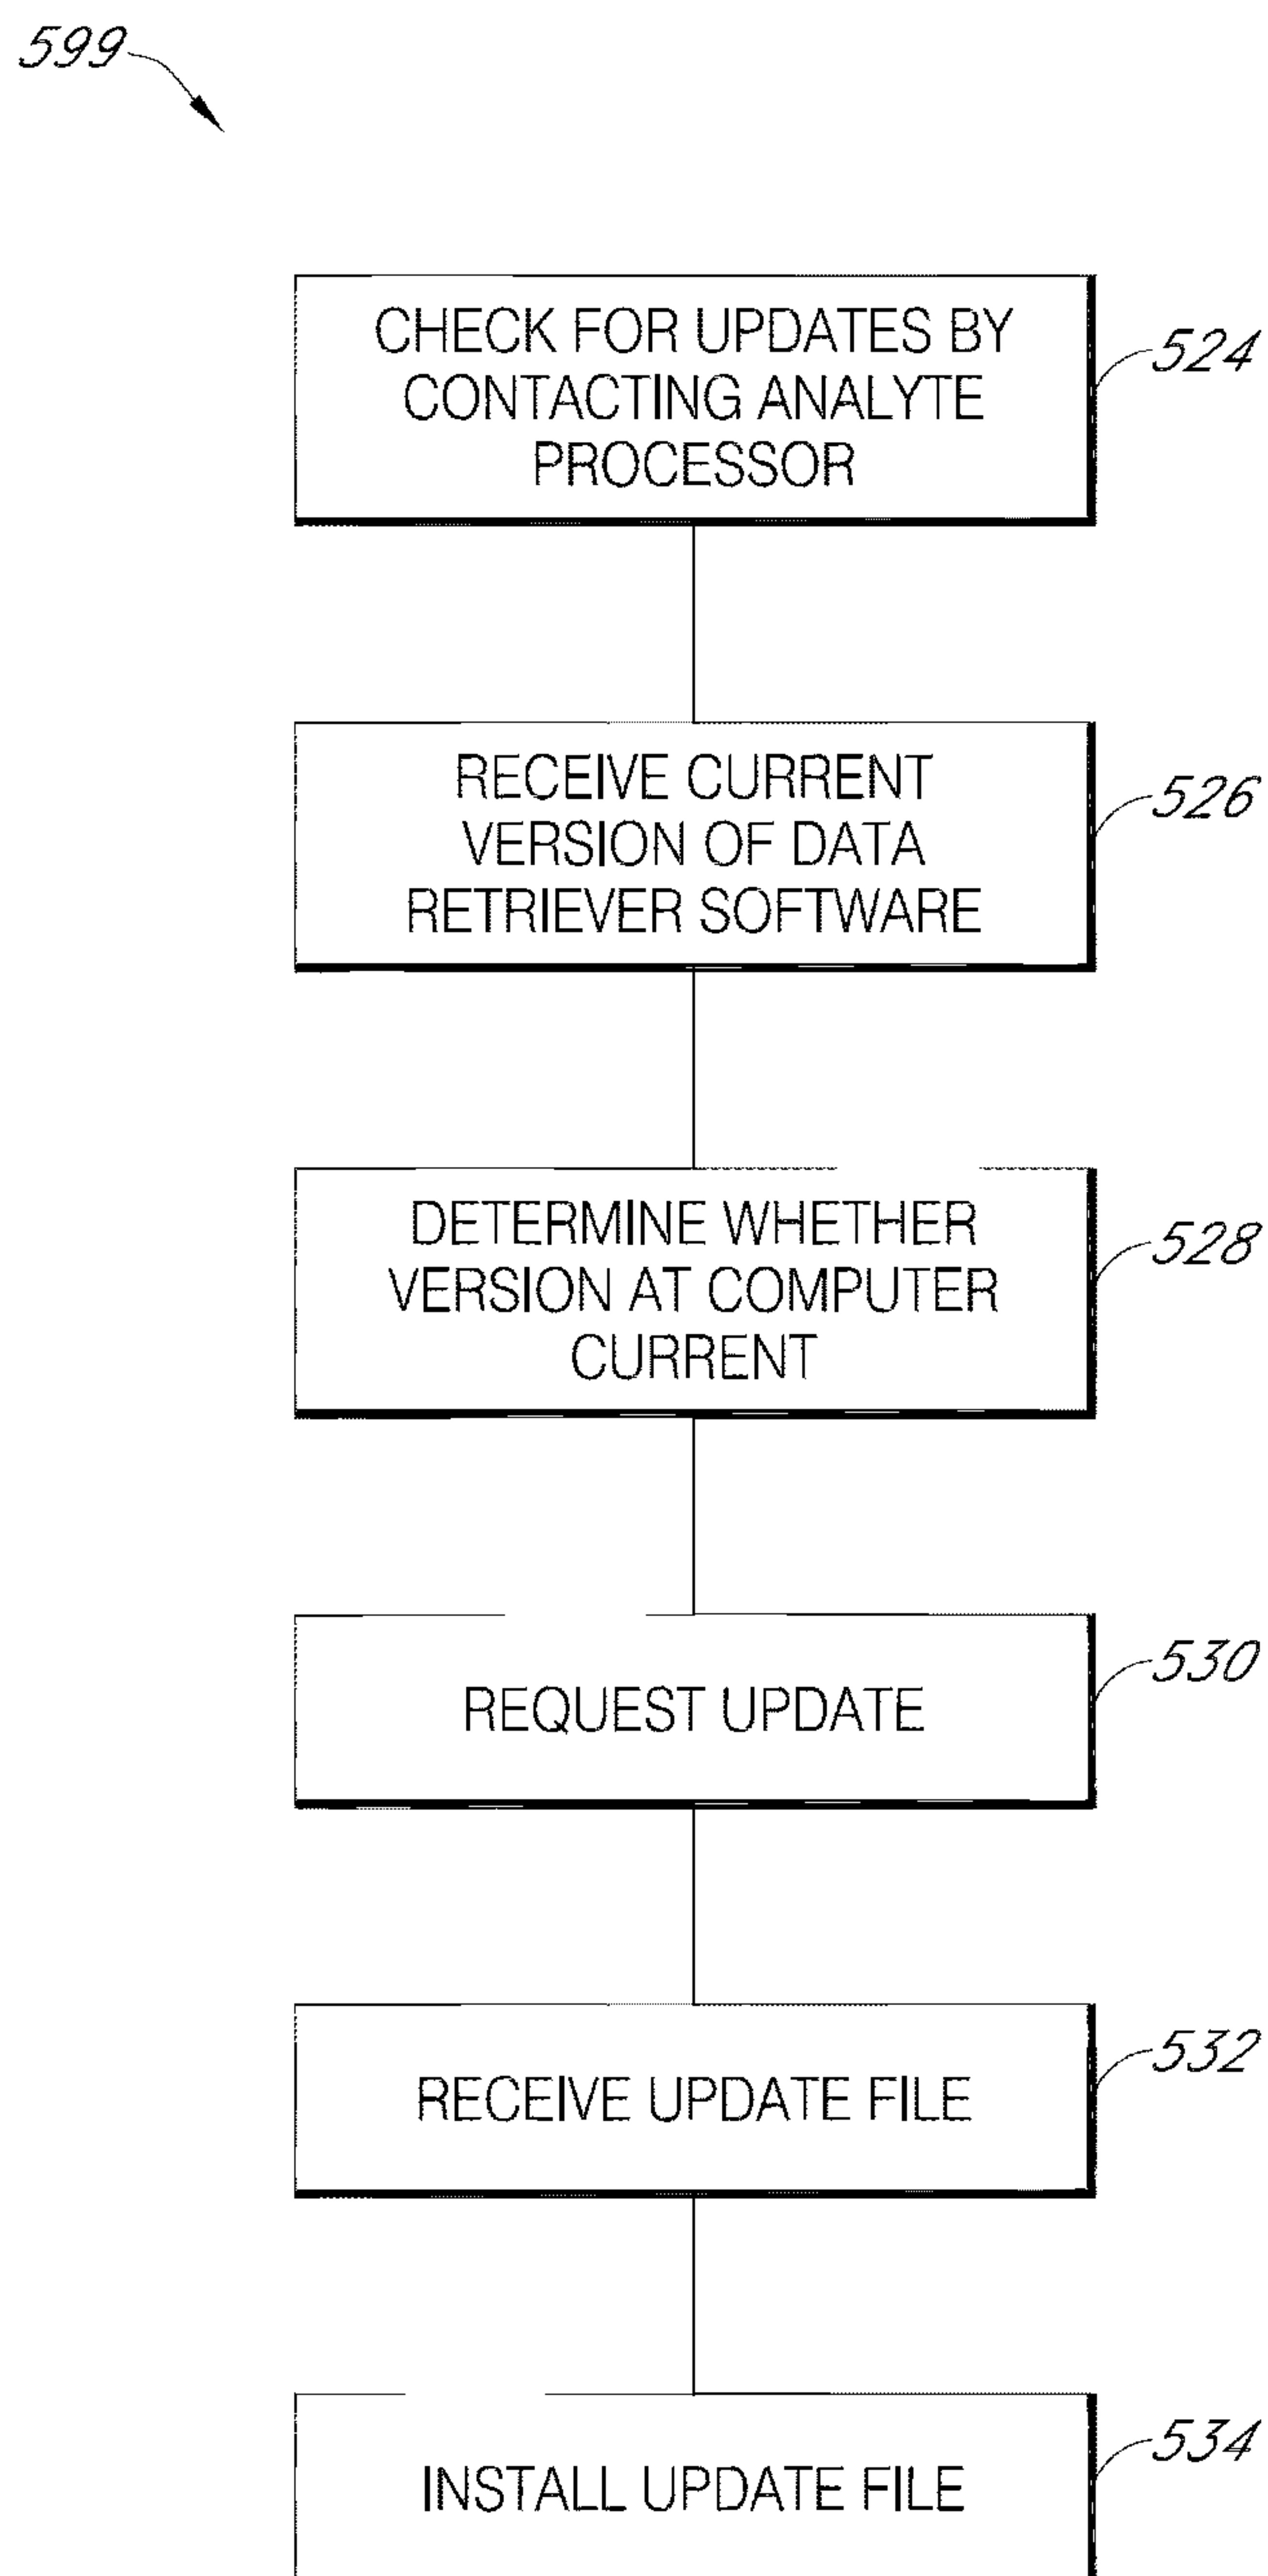 599
CHECK FOR UPDATES BY
CONTACTING ANALYTE
PROCESSOR
524
RECEIVE CURRENT
VERSION OF DATA
RETRIEVER SOFTWARE
526
DETERMINE WHETHER
VERSION AT COMPUTER
CURRENT
528
REQUEST UPDATE
530
RECEIVE UPDATE FILE
532
INSTALL UPDATE FILE
534